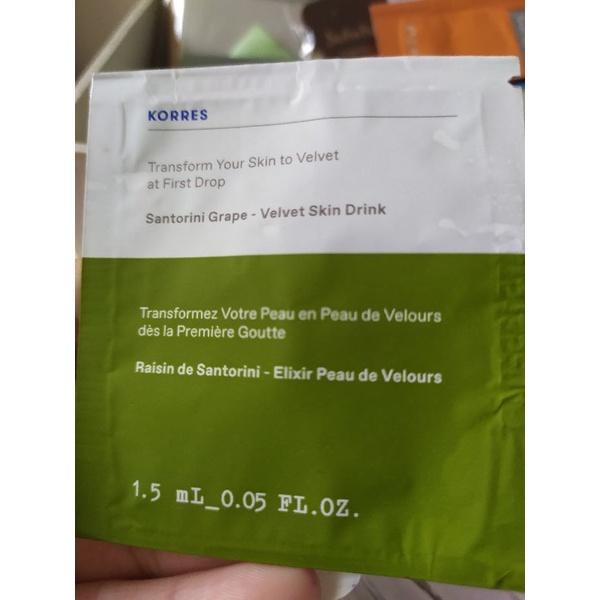 KORRES
Transform Your Skin to Velvet
at First Drop
Santorini Grape - Velvet Skin Drink
Transformez Votre Peau en Peau de Velours
dès la Première Goutte
Raisin de Santorini - Elixir Peau de Velours
1.5 mL_0.05 FL.OZ.